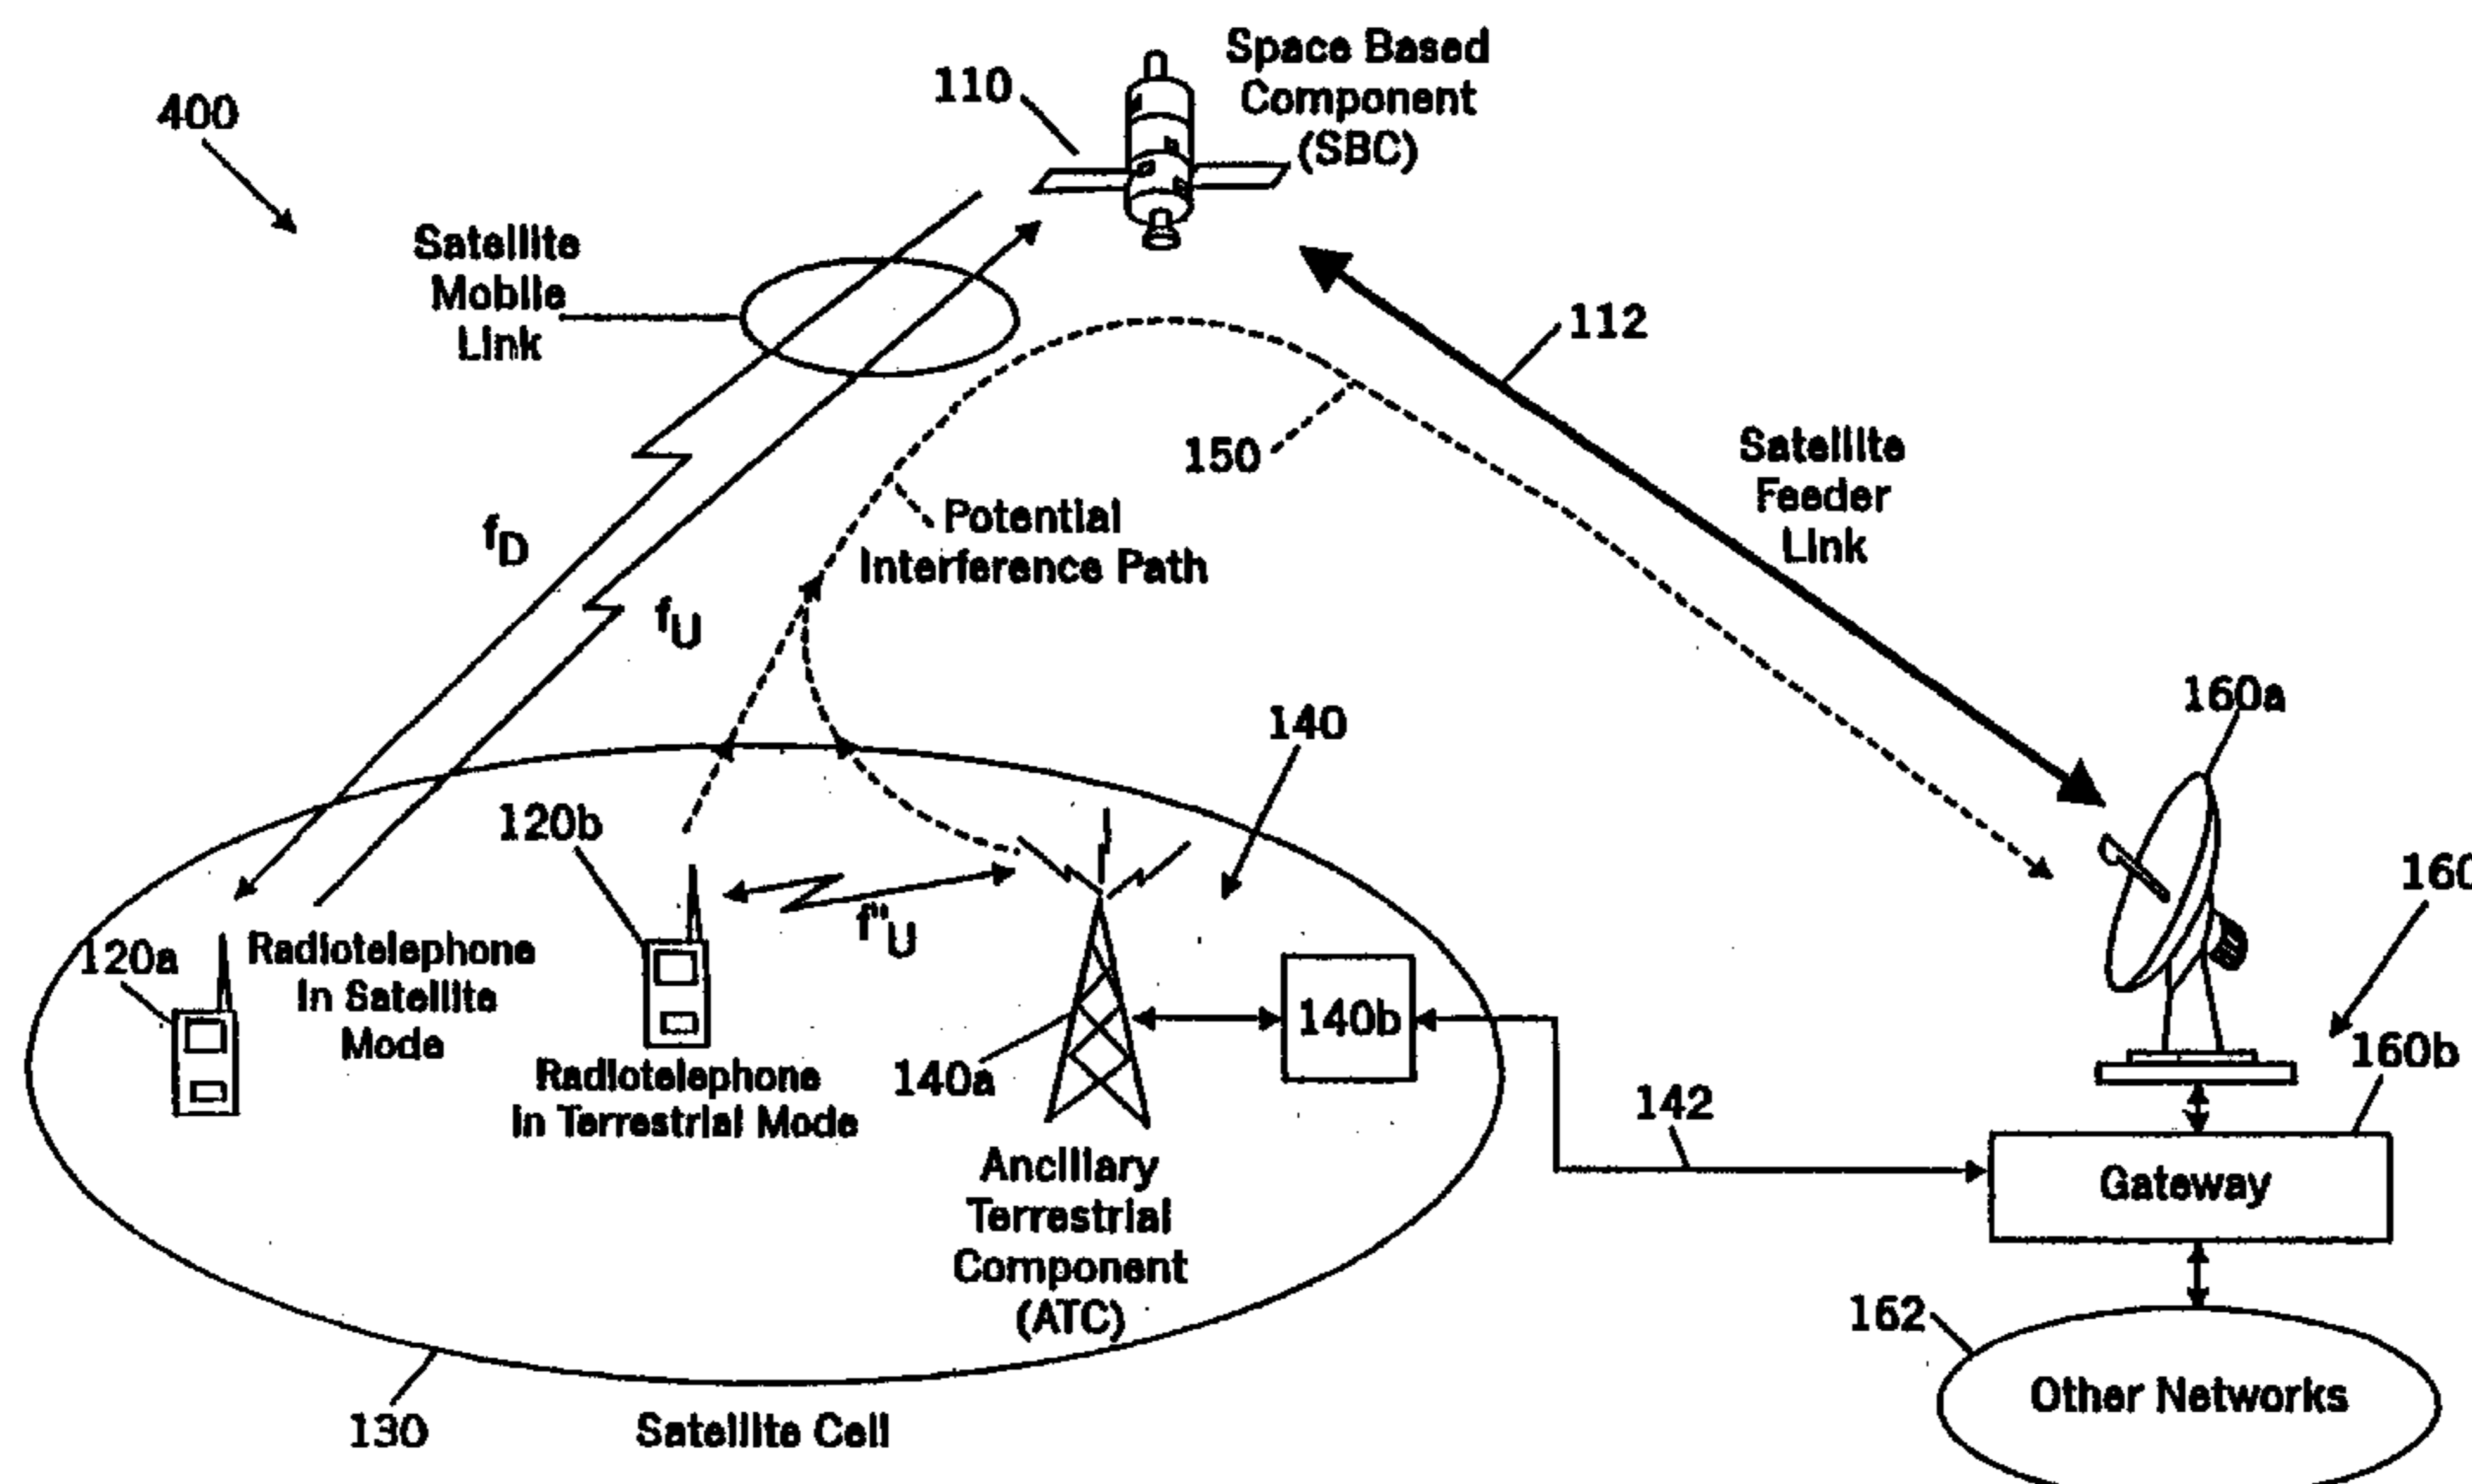 400
110
Space Based
Component
(SBC)
Satellite
Mobile
Link
112
150
Satellite
Feeder
Link
Potential
Interference Path
fD
fU
160a
140
120b
160
f"U
120a
Radiotelephone
In Satellite
Mode
140b
140a
Radiotelephone
In Terrestrial Mode
160b
142
Ancillary
Terrestrial
Component
(ATC)
Gateway
162
Other Networks
130
Satellite Cell